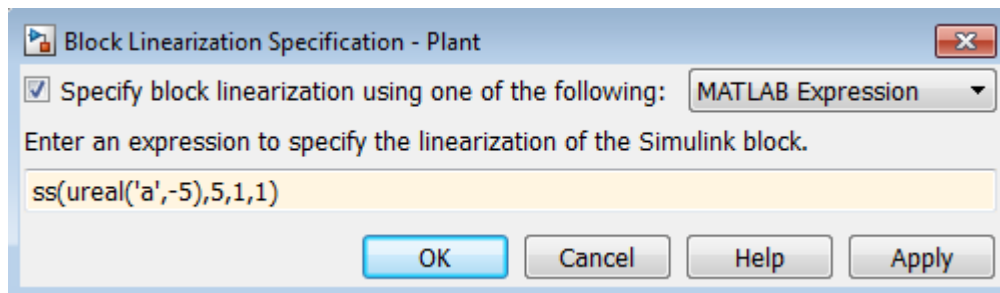 Block Linearization Specification - Plant
Specify block linearization using one of the following: MATLAB Expression
Enter an expression to specify the linearization of the Simulink block.
ss(ureal('a',-5),5,1,1)
OK Cancel Help Apply